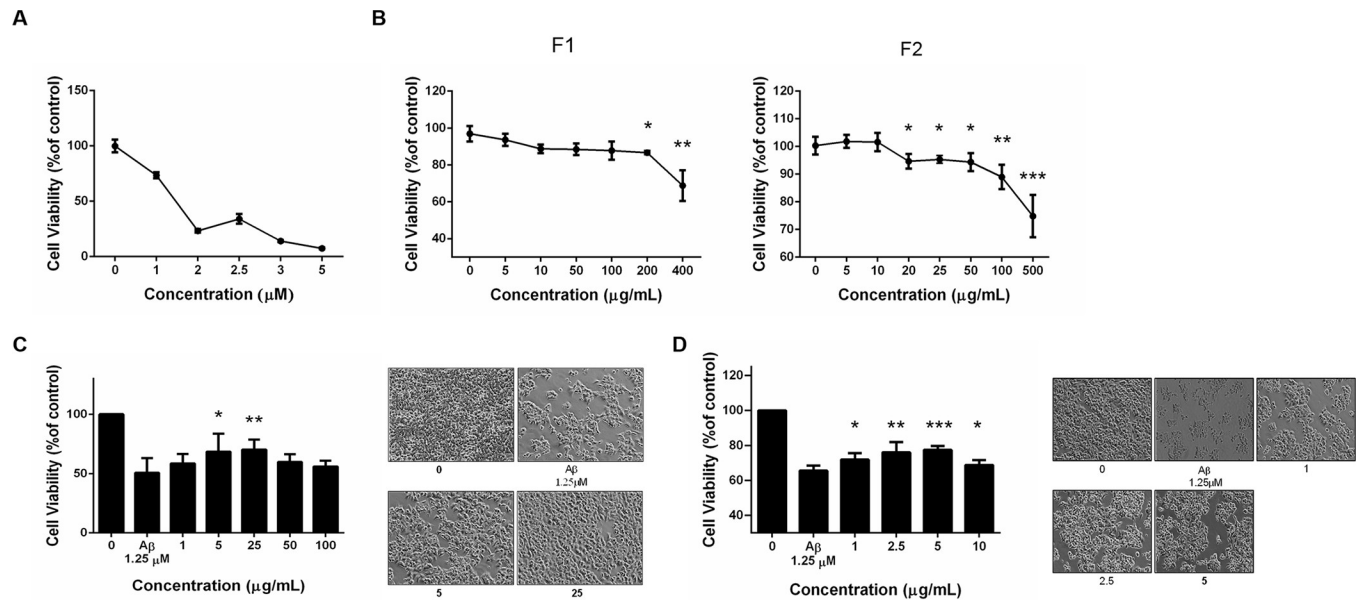 A
B
F1
F2
Cell Viability (%of control)
150
100
50
0
0 1 2 2.5 3 5
Concentration (μM)
Cell Viability (%of control)
120
100
80
60
40
* **
0 5 10 50 100 200 400
Concentration (μg/mL)
Cell Viability (%of control)
120
110
100
90
80
70
60
* * * ** ***
0 5 10 20 25 50 100 500
Concentration (μg/mL)
C
Cell Viability (%of control)
100
50
0
* **
0 Aβ 1 5 25 50 100
1.25 μM
Concentration (μg/mL)
0 Aβ
1.25μM
5 25
D
Cell Viability (%of control)
120
100
80
60
40
* ** *** *
0 Aβ 1 2.5 5 10
1.25 μM
Concentration (μg/mL)
0 Aβ 1
1.25μM
2.5 5